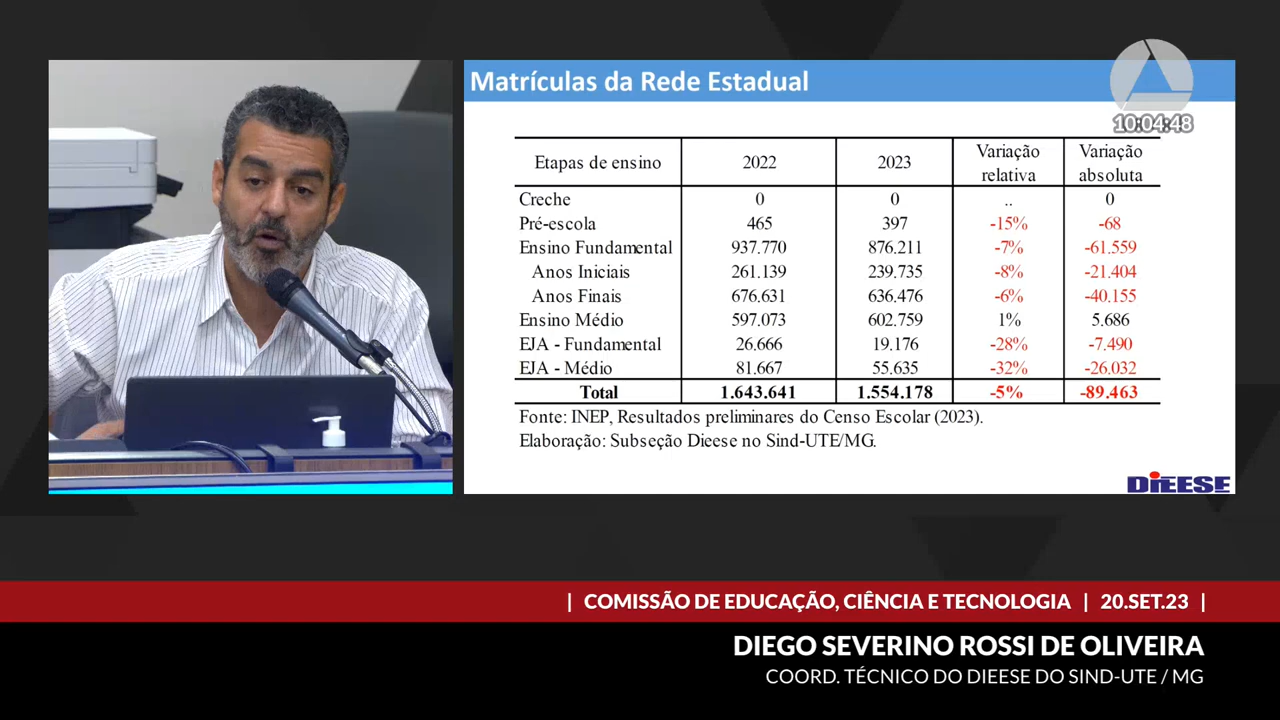 Matrículas da Rede Estadual
10:04:48
Etapas de ensino 2022 2023 Variação relativa Variação absoluta
Creche 0 0 .. 0
Pré-escola 465 397 -15% -68
Ensino Fundamental 937.770 876.211 -7% -61.559
Anos Iniciais 261.139 239.735 -8% -21.404
Anos Finais 676.631 636.476 -6% -40.155
Ensino Médio 597.073 602.759 1% 5.686
EJA - Fundamental 26.666 19.176 -28% -7.490
EJA - Médio 81.667 55.635 -32% -26.032
Total 1.643.641 1.554.178 -5% -89.463
Fonte: INEP, Resultados preliminares do Censo Escolar (2023).
Elaboração: Subseção Dieese no Sind-UTE/MG.
DIEESE
| COMISSÃO DE EDUCAÇÃO, CIÊNCIA E TECNOLOGIA | 20.SET.23 |
DIEGO SEVERINO ROSSI DE OLIVEIRA
COORD. TÉCNICO DO DIEESE DO SIND-UTE / MG